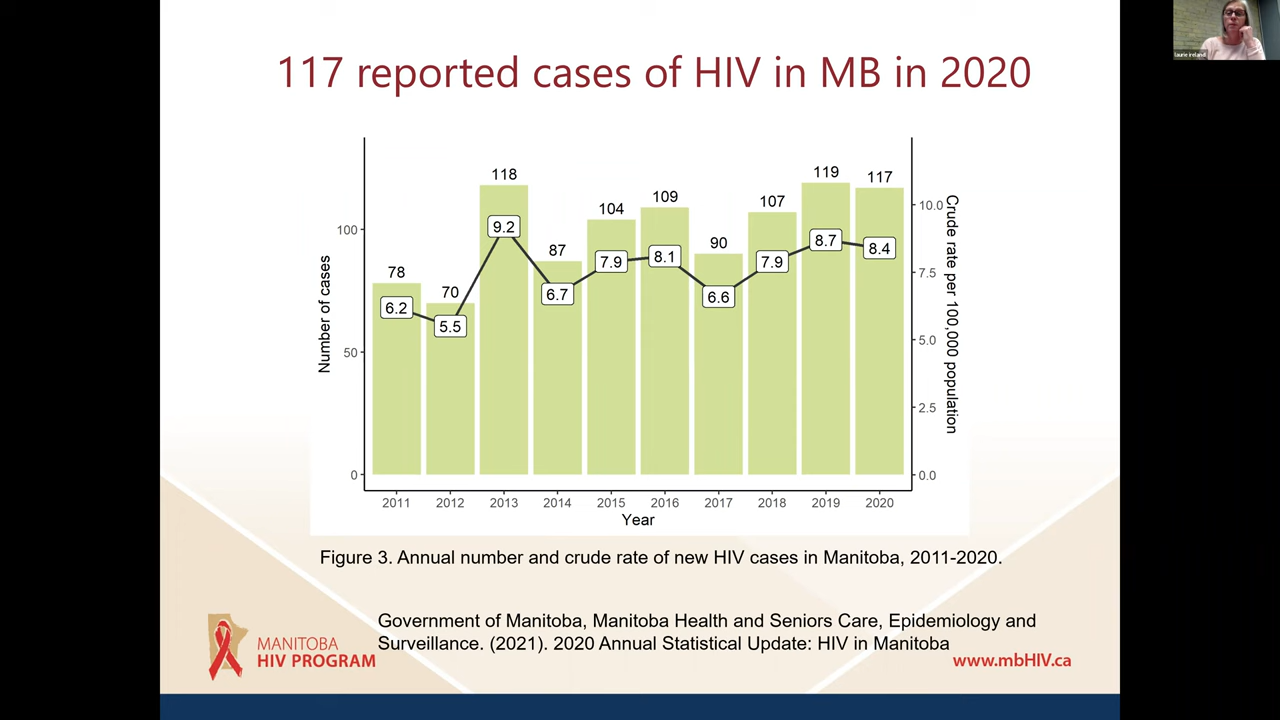 117 reported cases of HIV in MB in 2020
laurie ireland
Number of cases
100
50
0
78
70
118
87
104
109
90
107
119
117
6.2
5.5
9.2
6.7
7.9
8.1
6.6
7.9
8.7
8.4
10.0
7.5
5.0
2.5
0.0
Crude rate per 100,000 population
2011 2012 2013 2014 2015 2016 2017 2018 2019 2020
Year
Figure 3. Annual number and crude rate of new HIV cases in Manitoba, 2011-2020.
Government of Manitoba, Manitoba Health and Seniors Care, Epidemiology and
Surveillance. (2021). 2020 Annual Statistical Update: HIV in Manitoba
MANITOBA
HIV PROGRAM
www.mbHIV.ca